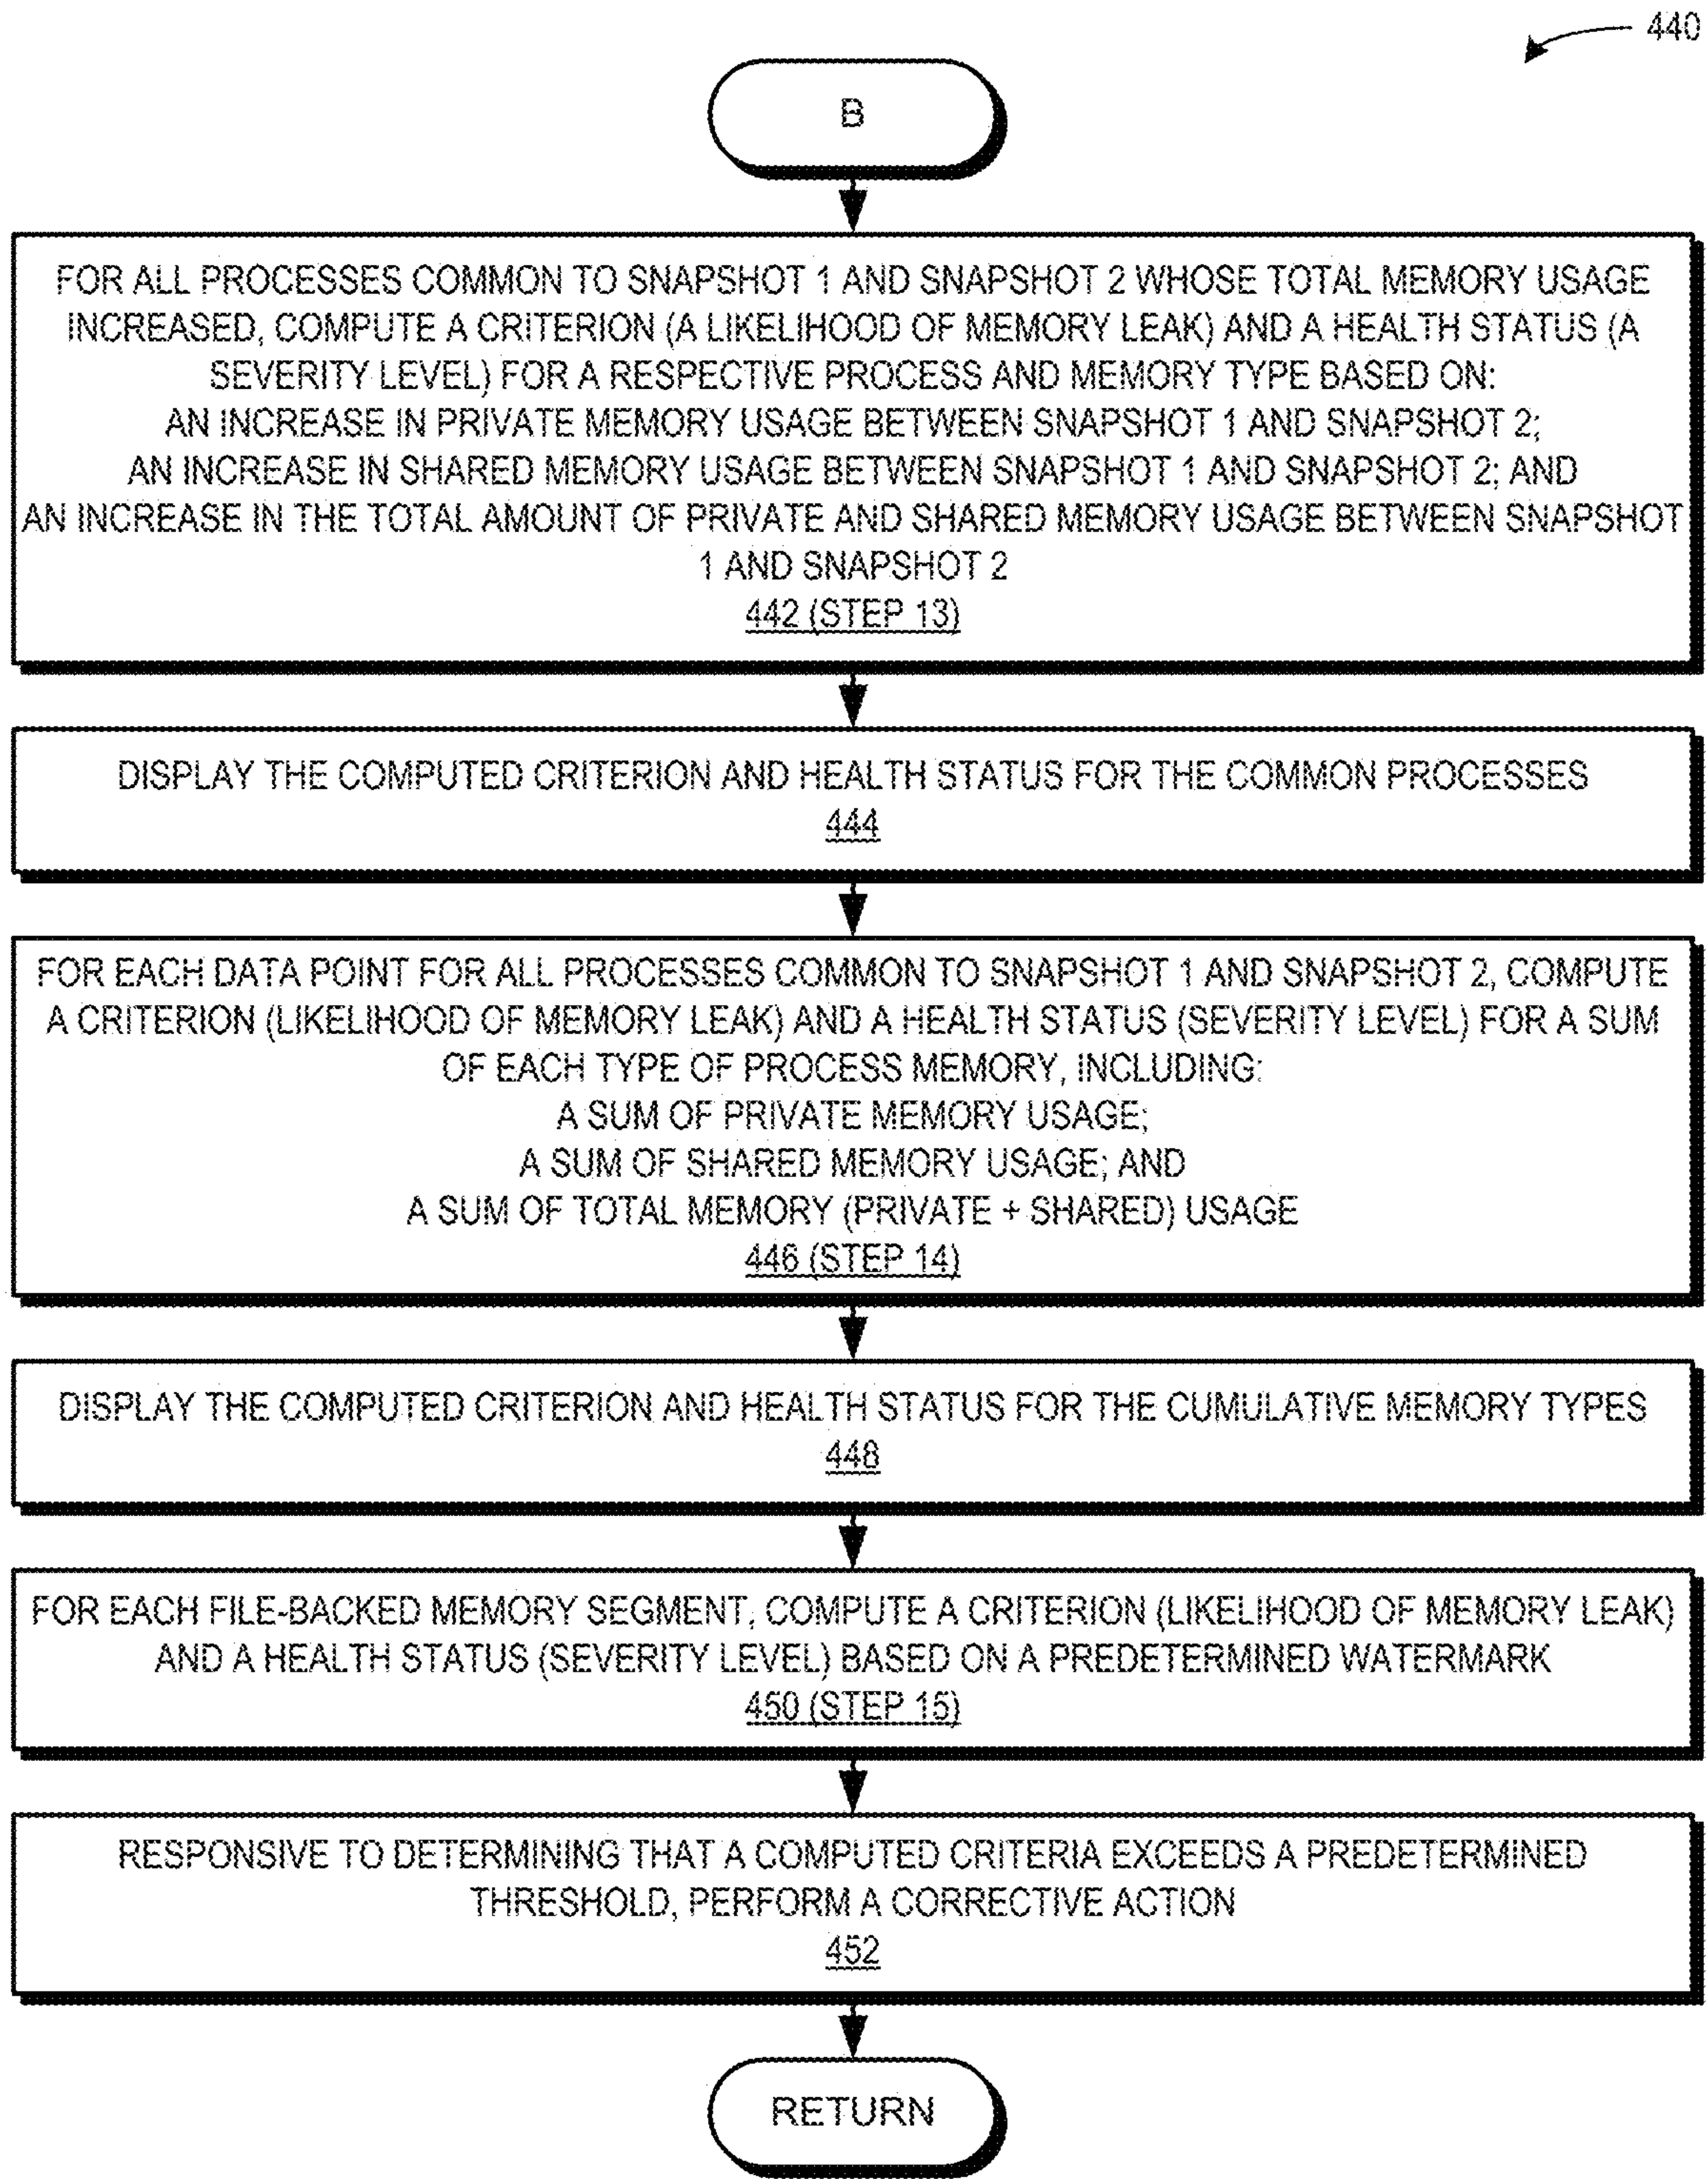 440
B
FOR ALL PROCESSES COMMON TO SNAPSHOT 1 AND SNAPSHOT 2 WHOSE TOTAL MEMORY USAGE
INCREASED, COMPUTE A CRITERION (A LIKELIHOOD OF MEMORY LEAK) AND A HEALTH STATUS (A
SEVERITY LEVEL) FOR A RESPECTIVE PROCESS AND MEMORY TYPE BASED ON:
AN INCREASE IN PRIVATE MEMORY USAGE BETWEEN SNAPSHOT 1 AND SNAPSHOT 2;
AN INCREASE IN SHARED MEMORY USAGE BETWEEN SNAPSHOT 1 AND SNAPSHOT 2; AND
AN INCREASE IN THE TOTAL AMOUNT OF PRIVATE AND SHARED MEMORY USAGE BETWEEN SNAPSHOT
1 AND SNAPSHOT 2
442 (STEP 13)
DISPLAY THE COMPUTED CRITERION AND HEALTH STATUS FOR THE COMMON PROCESSES
444
FOR EACH DATA POINT FOR ALL PROCESSES COMMON TO SNAPSHOT 1 AND SNAPSHOT 2, COMPUTE
A CRITERION (LIKELIHOOD OF MEMORY LEAK) AND A HEALTH STATUS (SEVERITY LEVEL) FOR A SUM
OF EACH TYPE OF PROCESS MEMORY, INCLUDING:
A SUM OF PRIVATE MEMORY USAGE;
A SUM OF SHARED MEMORY USAGE; AND
A SUM OF TOTAL MEMORY (PRIVATE + SHARED) USAGE
446 (STEP 14)
DISPLAY THE COMPUTED CRITERION AND HEALTH STATUS FOR THE CUMULATIVE MEMORY TYPES
448
FOR EACH FILE-BACKED MEMORY SEGMENT, COMPUTE A CRITERION (LIKELIHOOD OF MEMORY LEAK)
AND A HEALTH STATUS (SEVERITY LEVEL) BASED ON A PREDETERMINED WATERMARK
450 (STEP 15)
RESPONSIVE TO DETERMINING THAT A COMPUTED CRITERIA EXCEEDS A PREDETERMINED
THRESHOLD, PERFORM A CORRECTIVE ACTION
452
RETURN